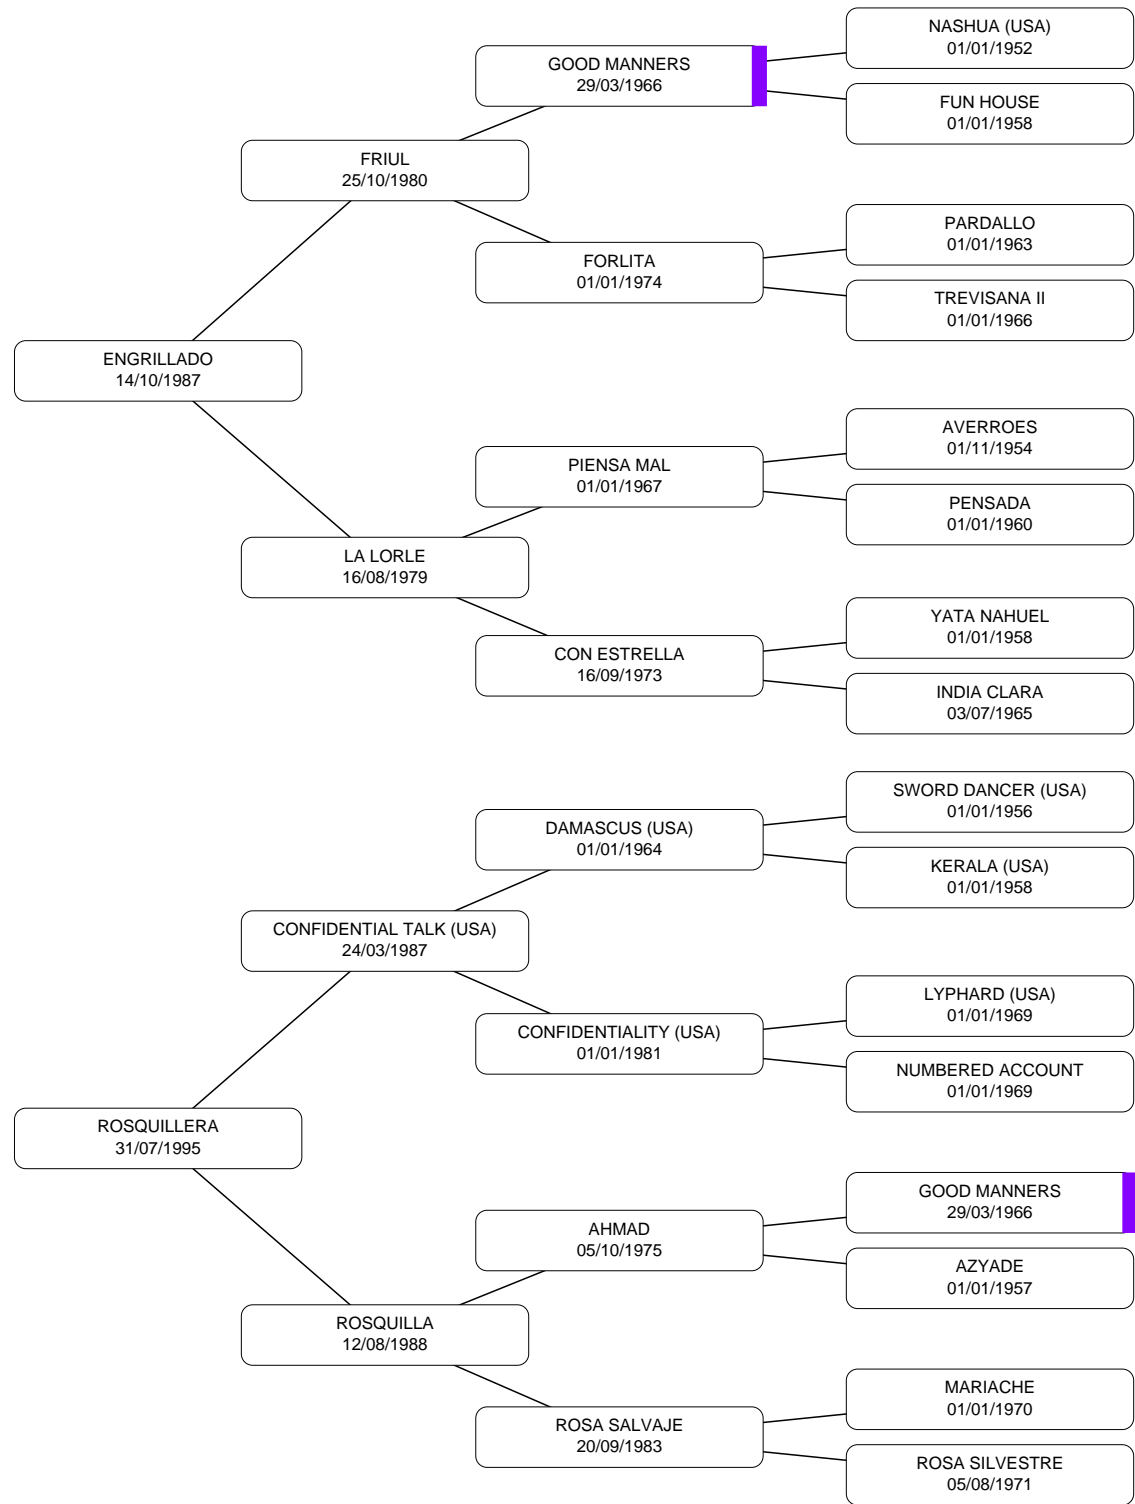 NASHUA (USA)
01/01/1952
GOOD MANNERS
29/03/1966
FUN HOUSE
01/01/1958
FRIUL
25/10/1980
PARDALLO
01/01/1963
FORLITA
01/01/1974
TREVISANA II
01/01/1966
ENGRILLADO
14/10/1987
AVERROES
01/11/1954
PIENSA MAL
01/01/1967
PENSADA
01/01/1960
LA LORLE
16/08/1979
YATA NAHUEL
01/01/1958
CON ESTRELLA
16/09/1973
INDIA CLARA
03/07/1965
SWORD DANCER (USA)
01/01/1956
DAMASCUS (USA)
01/01/1964
KERALA (USA)
01/01/1958
CONFIDENTIAL TALK (USA)
24/03/1987
LYPHARD (USA)
01/01/1969
CONFIDENTIALITY (USA)
01/01/1981
NUMBERED ACCOUNT
01/01/1969
ROSQUILLERA
31/07/1995
GOOD MANNERS
29/03/1966
AHMAD
05/10/1975
AZYADE
01/01/1957
ROSQUILLA
12/08/1988
MARIACHE
01/01/1970
ROSA SALVAJE
20/09/1983
ROSA SILVESTRE
05/08/1971